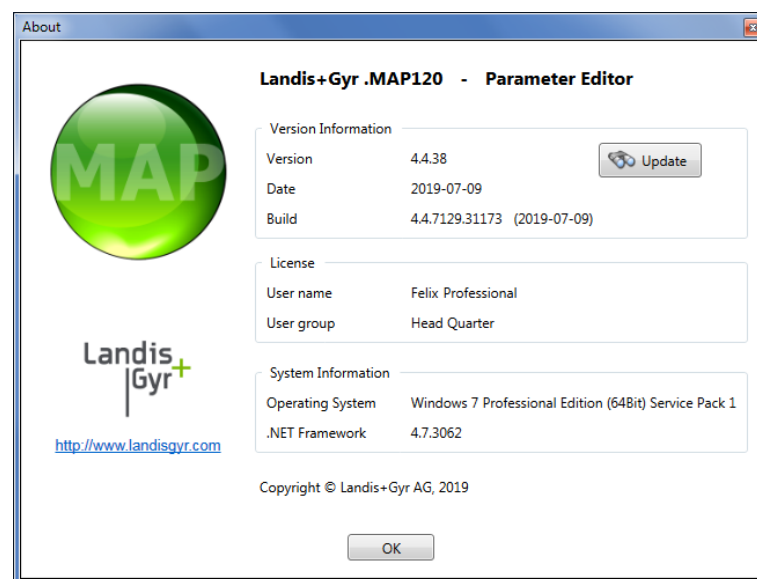 About
Landis+Gyr .MAP120 - Parameter Editor
MAP
Version Information
Version 4.4.38
Update
Date 2019-07-09
Build 4.4.7129.31173 (2019-07-09)
License
User name Felix Professional
User group Head Quarter
Landis+
Gyr
System Information
Operating System Windows 7 Professional Edition (64Bit) Service Pack 1
.NET Framework 4.7.3062
http://www.landisgyr.com
Copyright © Landis+Gyr AG, 2019
OK